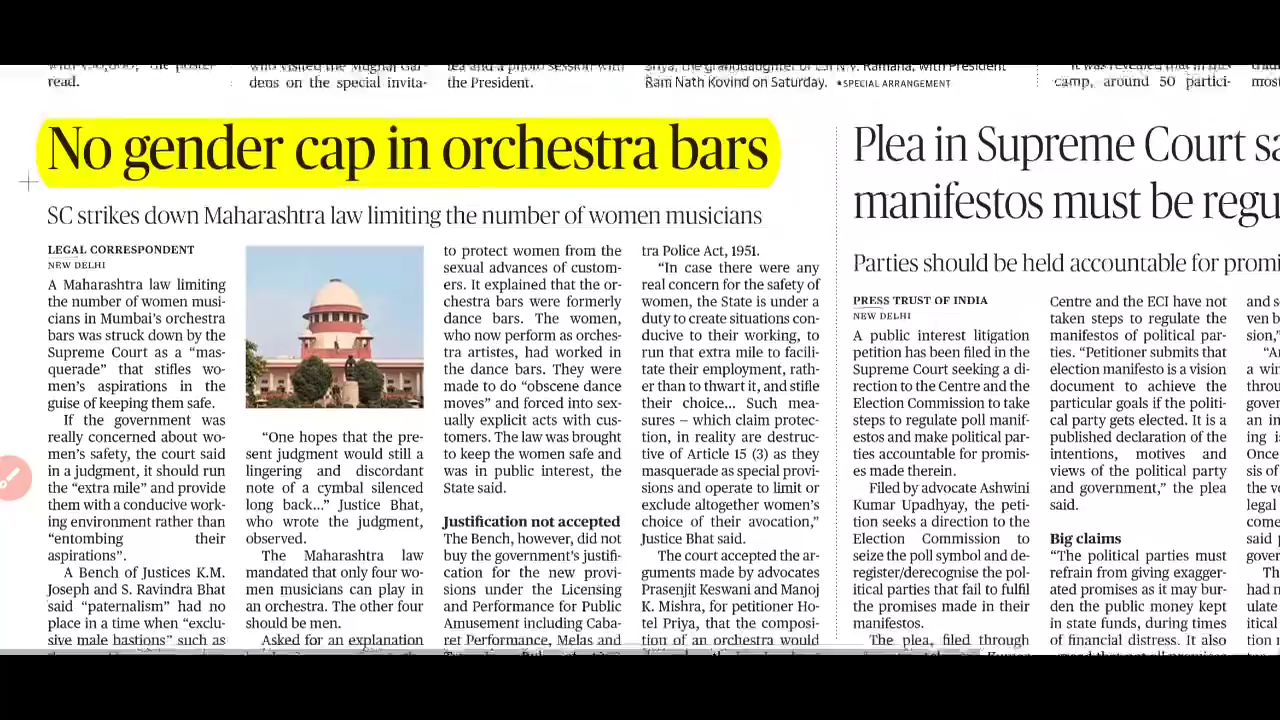 read.
dens on the special invita-
the President.
Ram Nath Kovind on Saturday. •SPECIAL ARRANGEMENT
camp, around 50 partici-
most
No gender cap in orchestra bars
SC strikes down Maharashtra law limiting the number of women musicians
LEGAL CORRESPONDENT
NEW DELHI
A Maharashtra law limiting
the number of women musi-
cians in Mumbai's orchestra
bars was struck down by the
Supreme Court as a “mas-
querade” that stifles wo-
men's aspirations in the
guise of keeping them safe.
If the government was
really concerned about wo-
men's safety, the court said
in a judgment, it should run
the “extra mile” and provide
them with a conducive work-
ing environment rather than
“entombing their
aspirations”.
A Bench of Justices K.M.
Joseph and S. Ravindra Bhat
said “paternalism” had no
place in a time when “exclu-
sive male bastions” such as
“One hopes that the pre-
sent judgment would still a
lingering and discordant
note of a cymbal silenced
long back...” Justice Bhat,
who wrote the judgment,
observed.
The Maharashtra law
mandated that only four wo-
men musicians can play in
an orchestra. The other four
should be men.
Asked for an explanation
to protect women from the
sexual advances of custom-
ers. It explained that the or-
chestra bars were formerly
dance bars. The women,
who now perform as orches-
tra artistes, had worked in
the dance bars. They were
made to do “obscene dance
moves” and forced into sex-
ually explicit acts with cus-
tomers. The law was brought
to keep the women safe and
was in public interest, the
State said.
Justification not accepted
The Bench, however, did not
buy the government's justifi-
cation for the new provi-
sions under the Licensing
and Performance for Public
Amusement including Caba-
ret Performance, Melas and
tra Police Act, 1951.
“In case there were any
real concern for the safety of
women, the State is under a
duty to create situations con-
ducive to their working, to
run that extra mile to facili-
tate their employment, rath-
er than to thwart it, and stifle
their choice... Such mea-
sures – which claim protec-
tion, in reality are destruc-
tive of Article 15 (3) as they
masquerade as special provi-
sions and operate to limit or
exclude altogether women's
choice of their avocation,”
Justice Bhat said.
The court accepted the ar-
guments made by advocates
Prasenjit Keswani and Manoj
K. Mishra, for petitioner Ho-
tel Priya, that the composi-
tion of an orchestra would
Plea in Supreme Court sa
manifestos must be regu
Parties should be held accountable for promi
PRESS TRUST OF INDIA
NEW DELHI
A public interest litigation
petition has been filed in the
Supreme Court seeking a di-
rection to the Centre and the
Election Commission to take
steps to regulate poll manif-
estos and make political par-
ties accountable for promis-
es made therein.
Filed by advocate Ashwini
Kumar Upadhyay, the peti-
tion seeks a direction to the
Election Commission to
seize the poll symbol and de-
register/derecognise the pol-
itical parties that fail to fulfil
the promises made in their
manifestos.
The plea, filed through
Centre and the ECI have not
taken steps to regulate the
manifestos of political par-
ties. “Petitioner submits that
election manifesto is a vision
document to achieve the
particular goals if the politi-
cal party gets elected. It is a
published declaration of the
intentions, motives and
views of the political party
and government,” the plea
said.
Big claims
“The political parties must
refrain from giving exagger-
ated promises as it may bur-
den the public money kept
in state funds, during times
of financial distress. It also
and s
ven b
sion,”
“A
a win
throu
gover
an in
ing i
Once
sis of
the v
legal
come
said p
gover
Th
had n
ulate
itical
tion